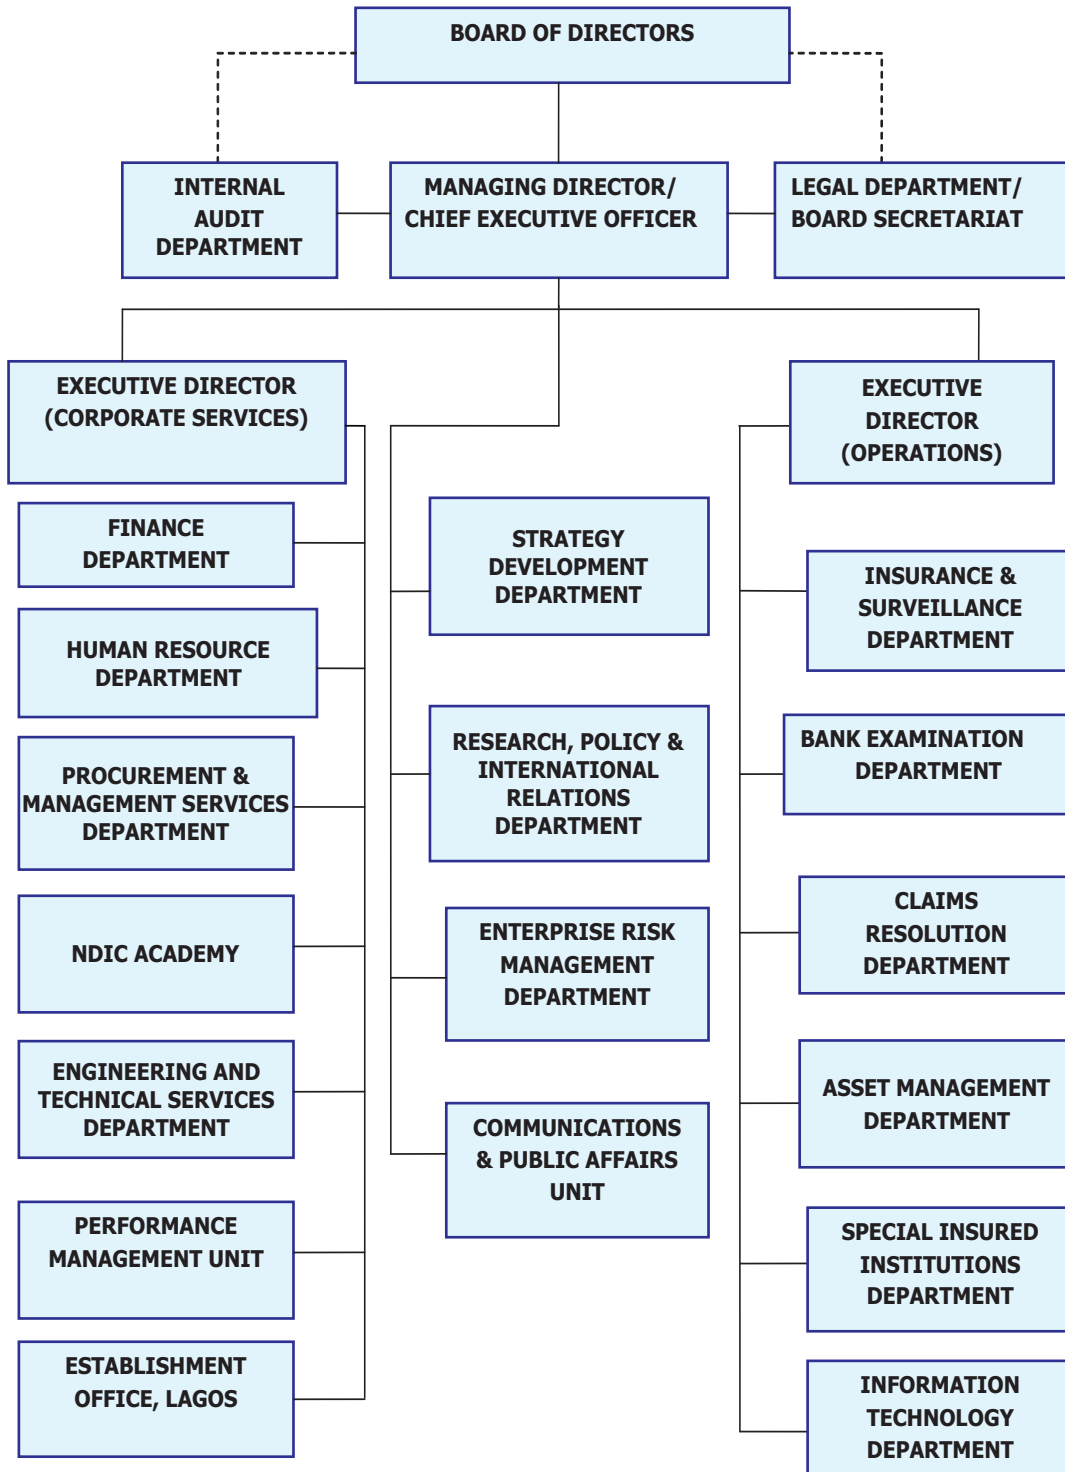 BOARD OF DIRECTORS
INTERNAL
AUDIT
DEPARTMENT
MANAGING DIRECTOR/
CHIEF EXECUTIVE OFFICER
LEGAL DEPARTMENT/
BOARD SECRETARIAT
EXECUTIVE DIRECTOR
(CORPORATE SERVICES)
EXECUTIVE
DIRECTOR
(OPERATIONS)
FINANCE
DEPARTMENT
HUMAN RESOURCE
DEPARTMENT
PROCUREMENT &
MANAGEMENT SERVICES
DEPARTMENT
NDIC ACADEMY
ENGINEERING AND
TECHNICAL SERVICES
DEPARTMENT
PERFORMANCE
MANAGEMENT UNIT
ESTABLISHMENT
OFFICE, LAGOS
STRATEGY
DEVELOPMENT
DEPARTMENT
RESEARCH, POLICY &
INTERNATIONAL
RELATIONS
DEPARTMENT
ENTERPRISE RISK
MANAGEMENT
DEPARTMENT
COMMUNICATIONS
& PUBLIC AFFAIRS
UNIT
INSURANCE &
SURVEILLANCE
DEPARTMENT
BANK EXAMINATION
DEPARTMENT
CLAIMS
RESOLUTION
DEPARTMENT
ASSET MANAGEMENT
DEPARTMENT
SPECIAL INSURED
INSTITUTIONS
DEPARTMENT
INFORMATION
TECHNOLOGY
DEPARTMENT